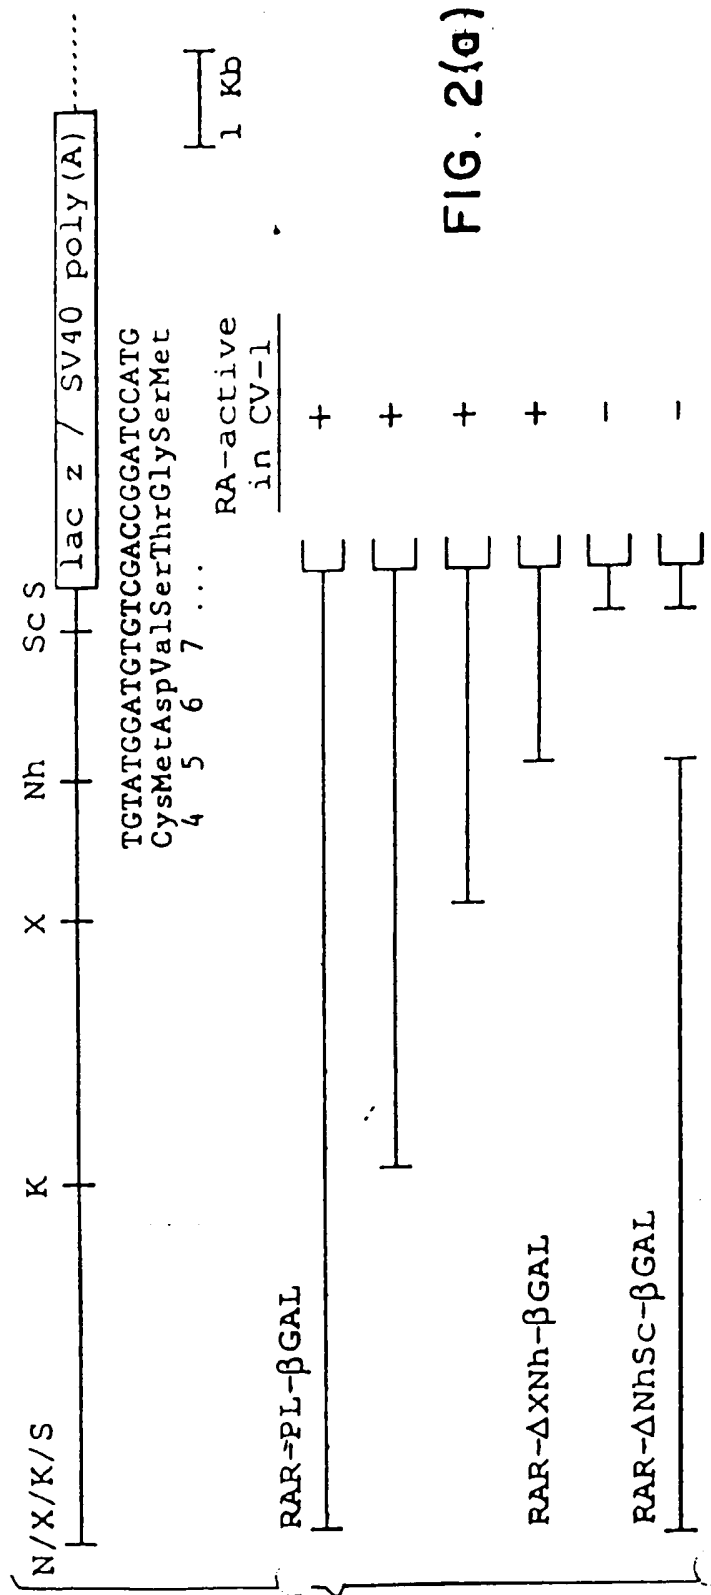 N/X/K/S K X Nh Sc S
lac z / SV40 poly(A)
TGTATGGATGTGTCGACCGGATCCATG
CysMetAspValSerThrGlySerMet
4 5 6 7 ....
1 Kb
RA-active
in CV-1
RAR-PL-βGAL +
+
+
RAR-ΔXNh-βGAL +
-
RAR-ΔNhSc-βGAL -
FIG. 2(a)